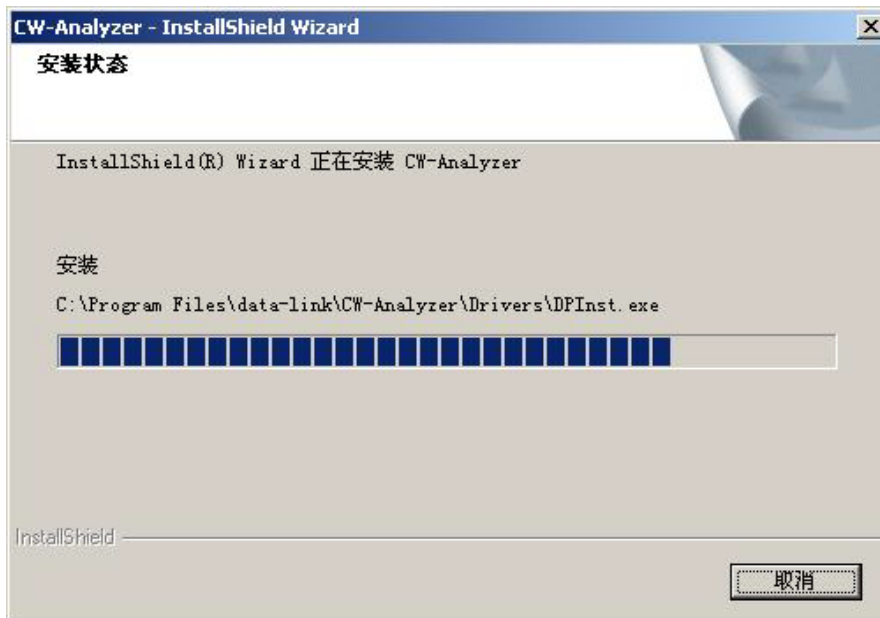 CW-Analyzer - InstallShield Wizard
安装状态
InstallShield(R) Wizard 正在安装 CW-Analyzer
安装
C:\Program Files\data-link\CW-Analyzer\Drivers\DPInst.exe
InstallShield
取消